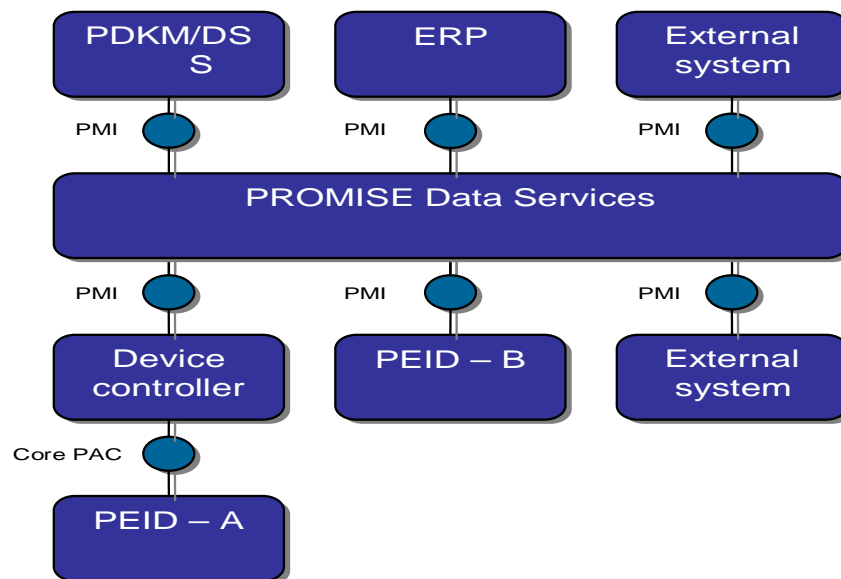 PDKM/DS
S
ERP
External
system
PMI
PMI
PMI
PROMISE Data Services
PMI
PMI
PMI
Device
controller
PEID – B
External
system
Core PAC
PEID – A